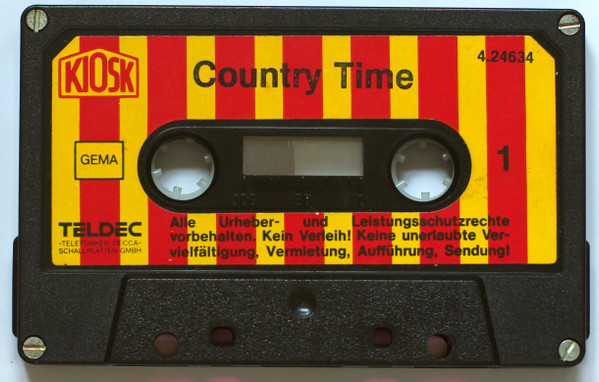 KIOSK
Country Time
4.24634
GEMA
1
TELDEC
-TELEFUNKEN-DECCA-
SCHALLPLATTEN-GMBH
Alle Urheber- und Leistungsschutzrechte
vorbehalten. Kein Verleih! Keine unerlaubte Ver-
vielfältigung, Vermietung, Aufführung, Sendung!